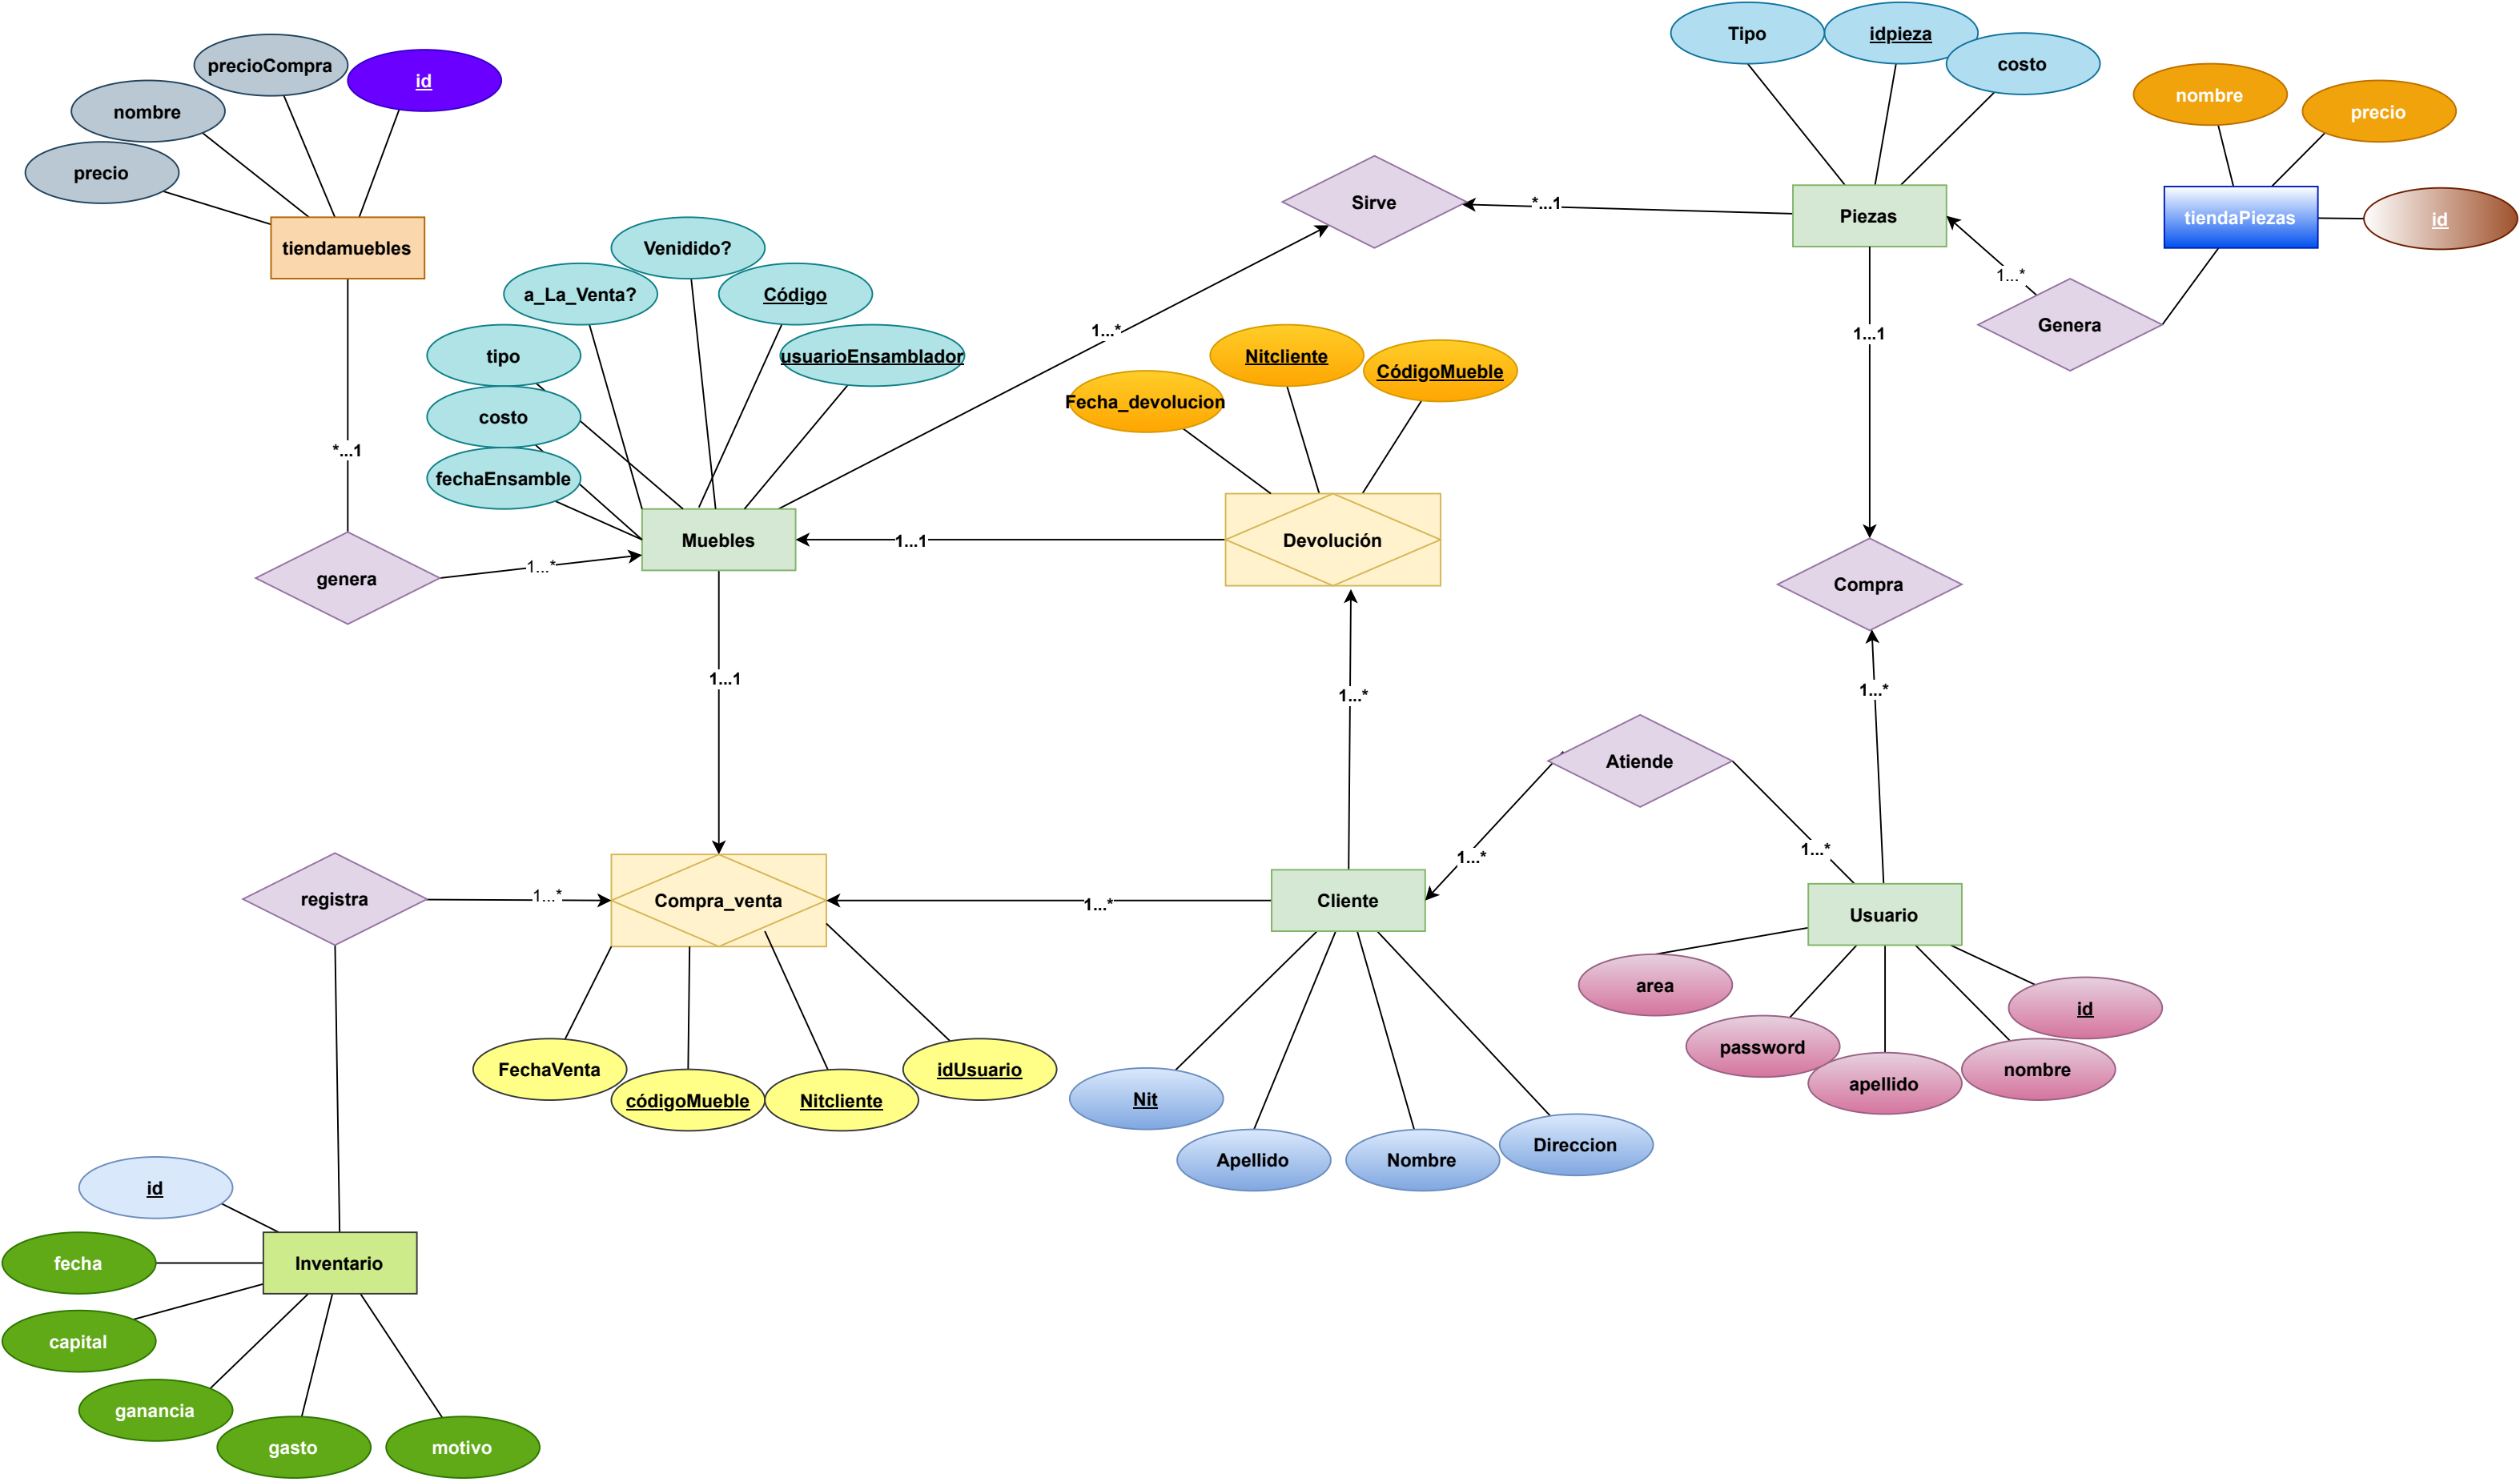 Tipo
idpieza
costo
precioCompra
id
nombre
precio
tiendamuebles
nombre
precio
tiendaPiezas
id
Sirve
*...1
Piezas
1...*
Genera
Venidido?
a_La_Venta?
Código
tipo
usuarioEnsamblador
costo
fechaEnsamble
1...*
1...1
Nitcliente
CódigoMueble
Fecha_devolucion
*...1
Muebles
1...1
Devolución
genera
1...*
Compra
1...1
1...*
1...*
Atiende
1...*
1...*
registra
1...*
Compra_venta
1...*
Cliente
Usuario
area
id
password
apellido
nombre
FechaVenta
códigoMueble
Nitcliente
idUsuario
Nit
Apellido
Nombre
Direccion
id
fecha
Inventario
capital
ganancia
gasto
motivo